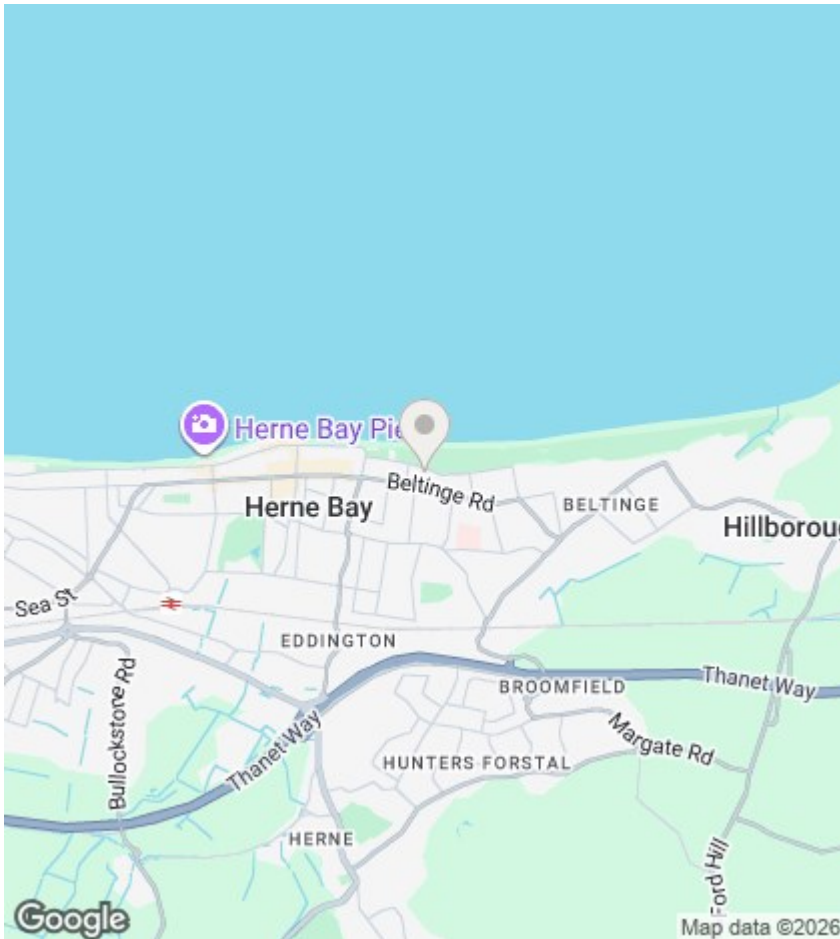 Herne Bay Pie
Beltinge Rd
Herne Bay
BELTINGE
Hillboroug
Sea St
EDDINGTON
Thanet Way
BROOMFIELD
Bullockstone Rd
Thanet Way
Margate Rd
HUNTERS FORSTAL
HERNE
Ford Hill
Google
Map data ©2026